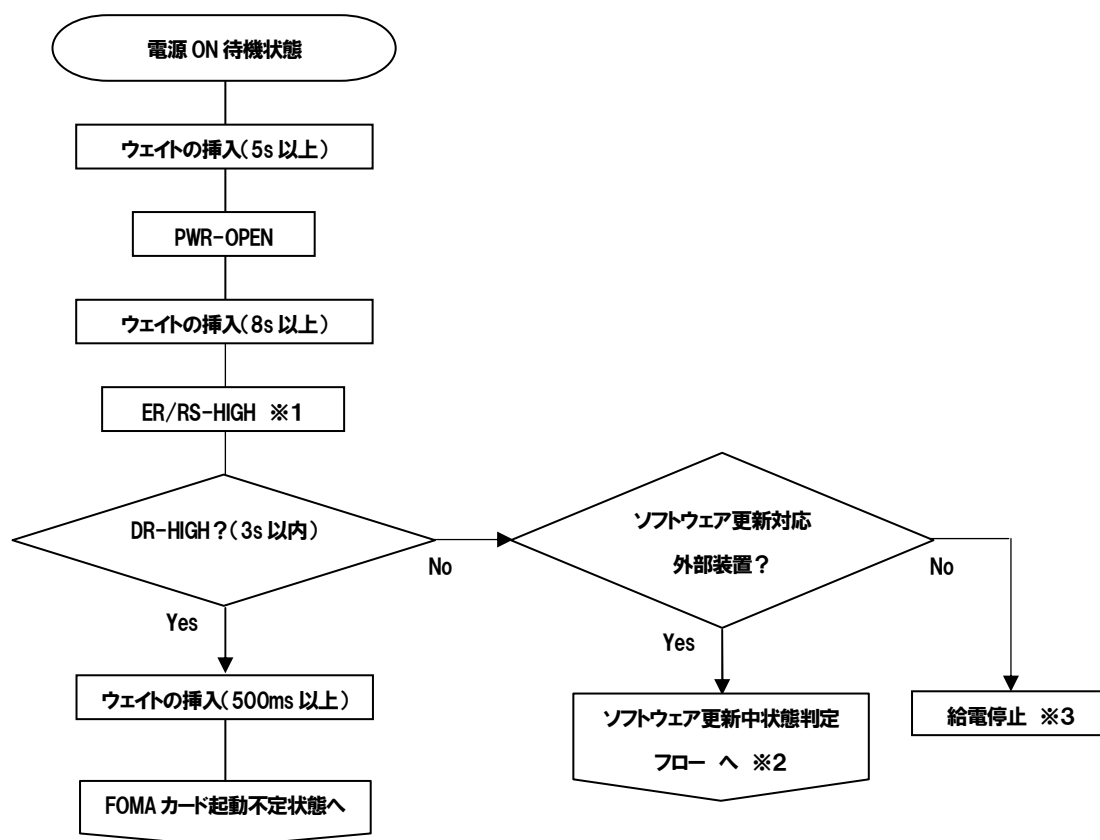 電源 ON 待機状態
ウェイトの挿入(5s 以上)
PWR-OPEN
ウェイトの挿入(8s 以上)
ER/RS-HIGH ※1
DR-HIGH？(3s 以内)
No
Yes
ソフトウェア更新対応
外部装置？
No
Yes
ウェイトの挿入(500ms 以上)
FOMA カード起動不定状態へ
ソフトウェア更新中状態判定
フロー へ ※2
給電停止 ※3